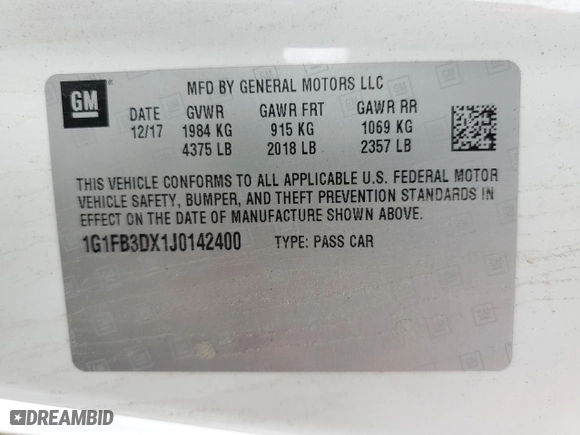 GM
MFD BY GENERAL MOTORS LLC
DATE GVWR GAWR FRT GAWR RR
12/17 1984 KG 915 KG 1069 KG
4375 LB 2018 LB 2357 LB
THIS VEHICLE CONFORMS TO ALL APPLICABLE U.S. FEDERAL MOTOR
VEHICLE SAFETY, BUMPER, AND THEFT PREVENTION STANDARDS IN
EFFECT ON THE DATE OF MANUFACTURE SHOWN ABOVE.
1G1FB3DX1J0142400 TYPE: PASS CAR
DREAMBID